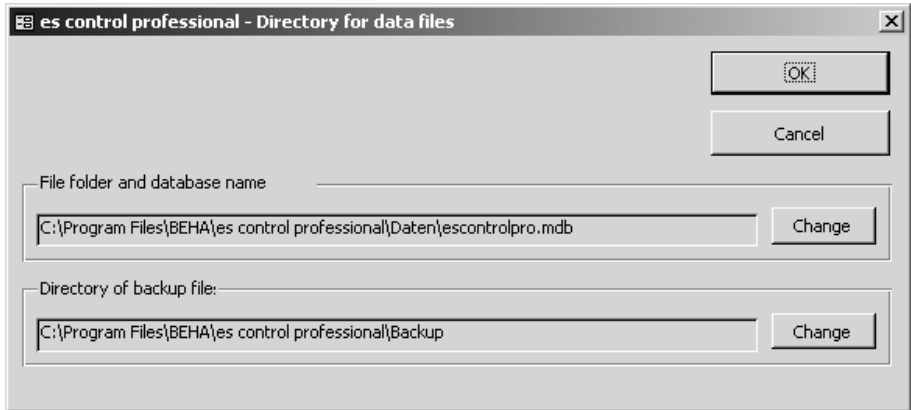 es control professional - Directory for data files
OK
Cancel
File folder and database name
C:\Program Files\BEHA\es control professional\Daten\escontrolpro.mdb
Change
Directory of backup file:
C:\Program Files\BEHA\es control professional\Backup
Change